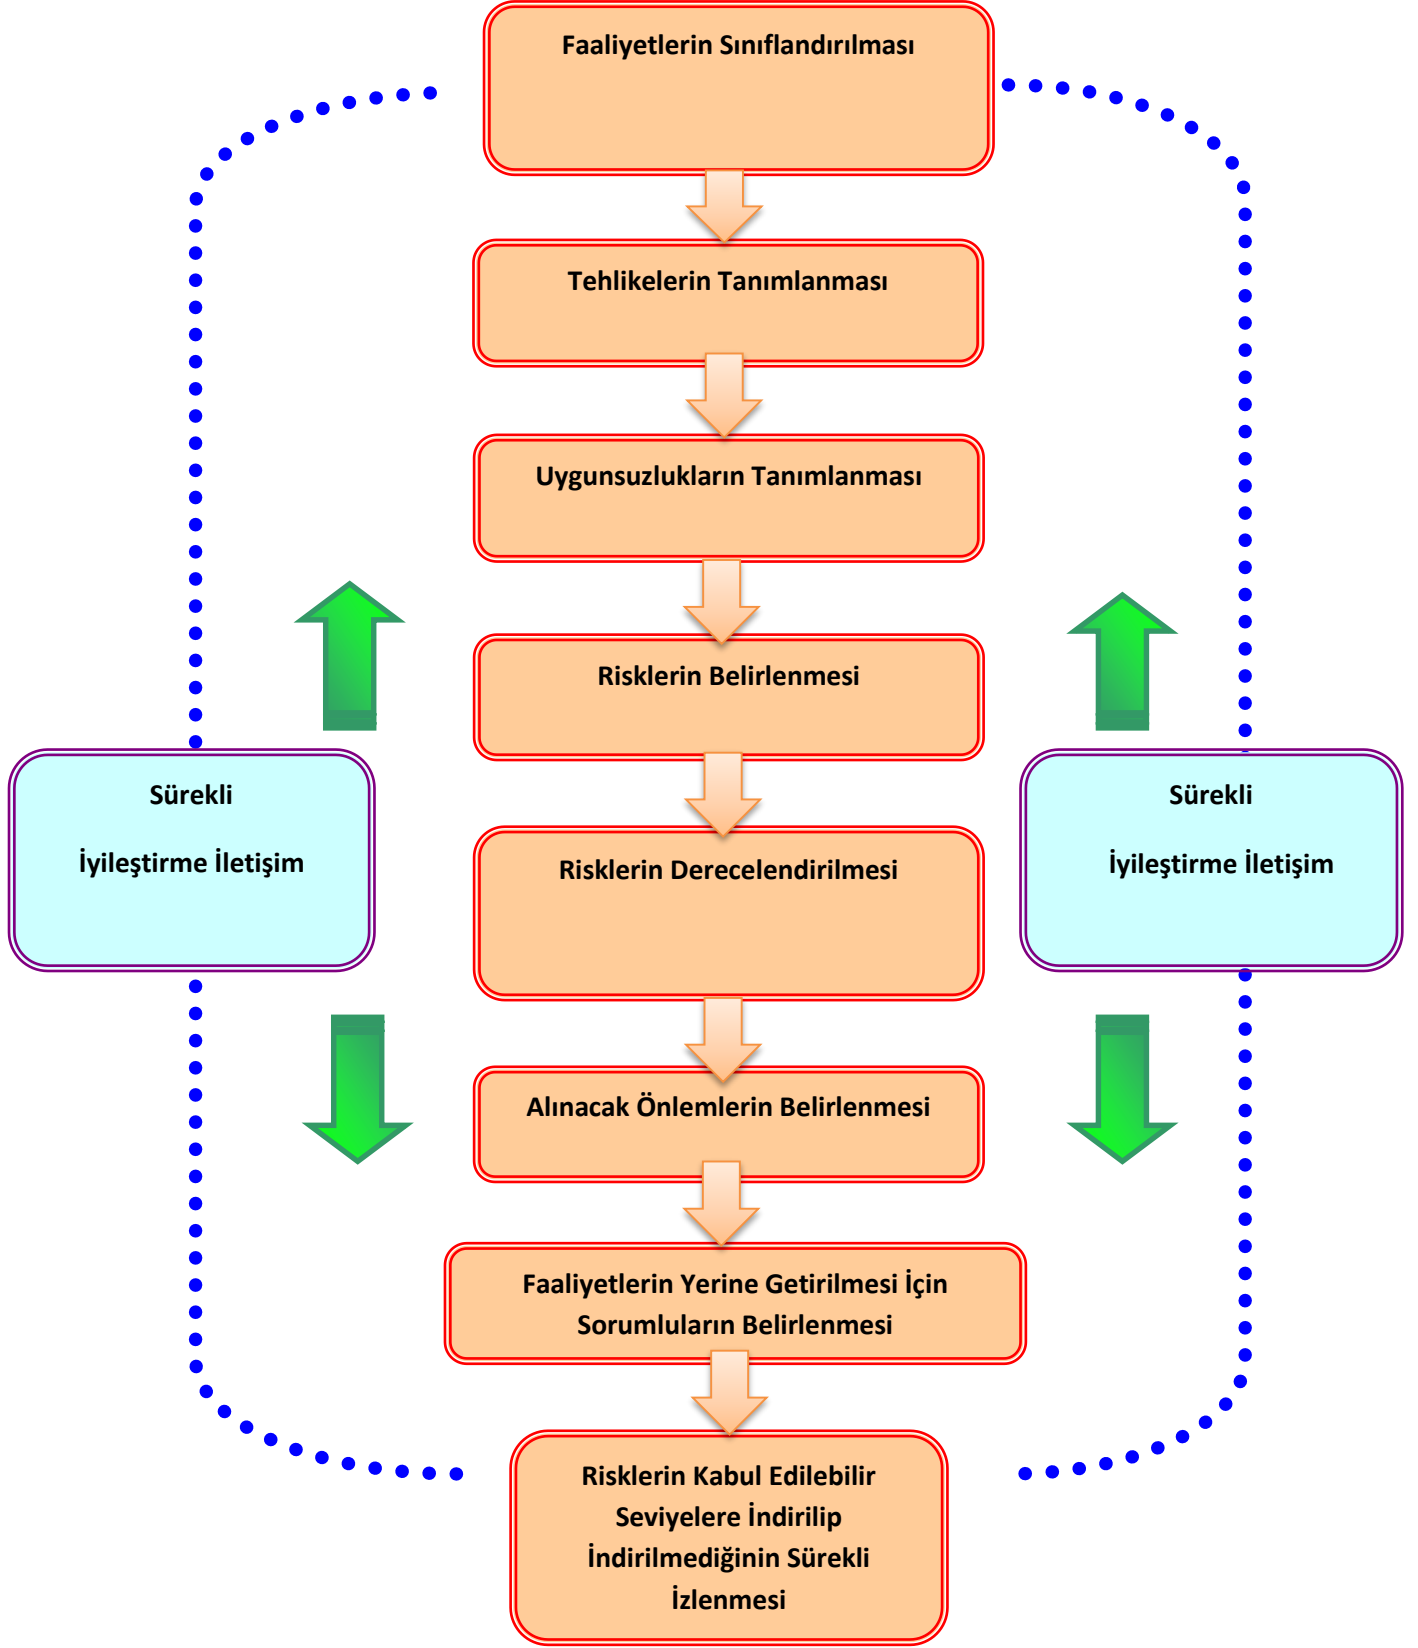 Faaliyetlerin Sınıflandırılması
Tehlikelerin Tanımlanması
Uygunsuzlukların Tanımlanması
Risklerin Belirlenmesi
Sürekli
İyileştirme İletişim
Risklerin Derecelendirilmesi
Sürekli
İyileştirme İletişim
Alınacak Önlemlerin Belirlenmesi
Faaliyetlerin Yerine Getirilmesi İçin
Sorumluların Belirlenmesi
Risklerin Kabul Edilebilir
Seviyelere İndirilip
İndirilmediğinin Sürekli
İzlenmesi